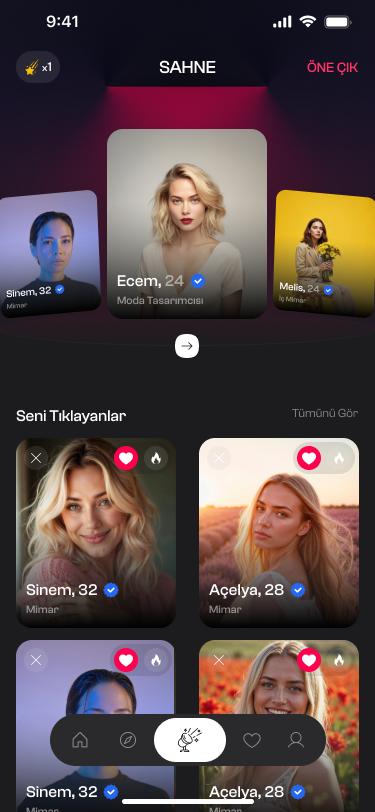 9:41
x1
SAHNE
ÖNE ÇIK
Ecem, 24
Moda Tasarımcısı
Sinem, 32
Mimar
Melis, 24
İç Mimar
Seni Tıklayanlar
Tümünü Gör
Sinem, 32
Mimar
Açelya, 28
Mimar
Sinem, 32
Mimar
Açelya, 28
Mimar